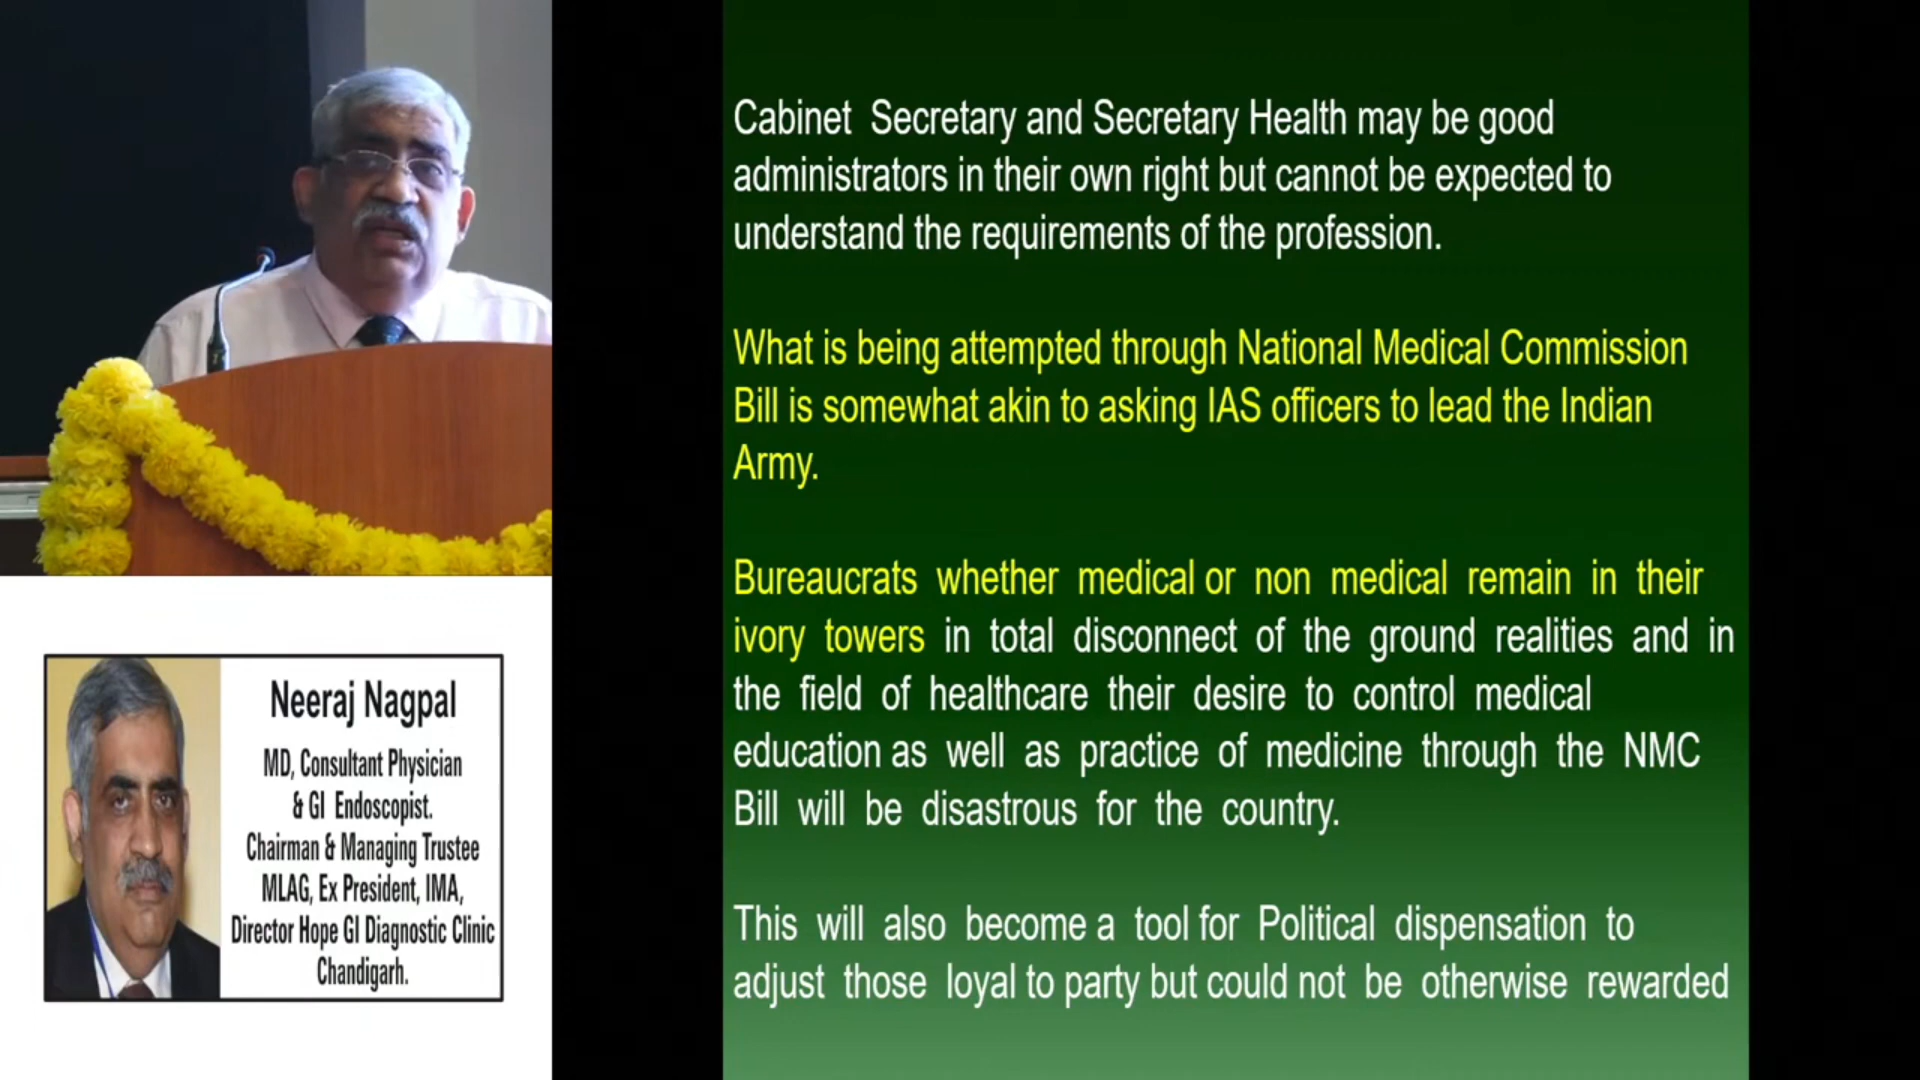 Cabinet Secretary and Secretary Health may be good
administrators in their own right but cannot be expected to
understand the requirements of the profession.
What is being attempted through National Medical Commission
Bill is somewhat akin to asking IAS officers to lead the Indian
Army.
Bureaucrats whether medical or non medical remain in their
ivory towers in total disconnect of the ground realities and in
the field of healthcare their desire to control medical
education as well as practice of medicine through the NMC
Bill will be disastrous for the country.
This will also become a tool for Political dispensation to
adjust those loyal to party but could not be otherwise rewarded
Neeraj Nagpal
MD, Consultant Physician
& GI Endoscopist.
Chairman & Managing Trustee
MLAG, Ex President, IMA,
Director Hope GI Diagnostic Clinic
Chandigarh.